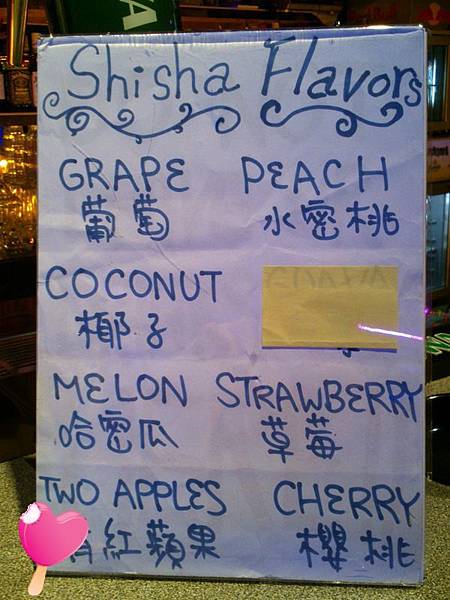 Shisha Flavors
GRAPE PEACH
葡萄 水密桃
COCONUT
椰子
MELON STRAWBERRY
哈密瓜 草莓
TWO APPLES CHERRY
紅蘋果 櫻桃